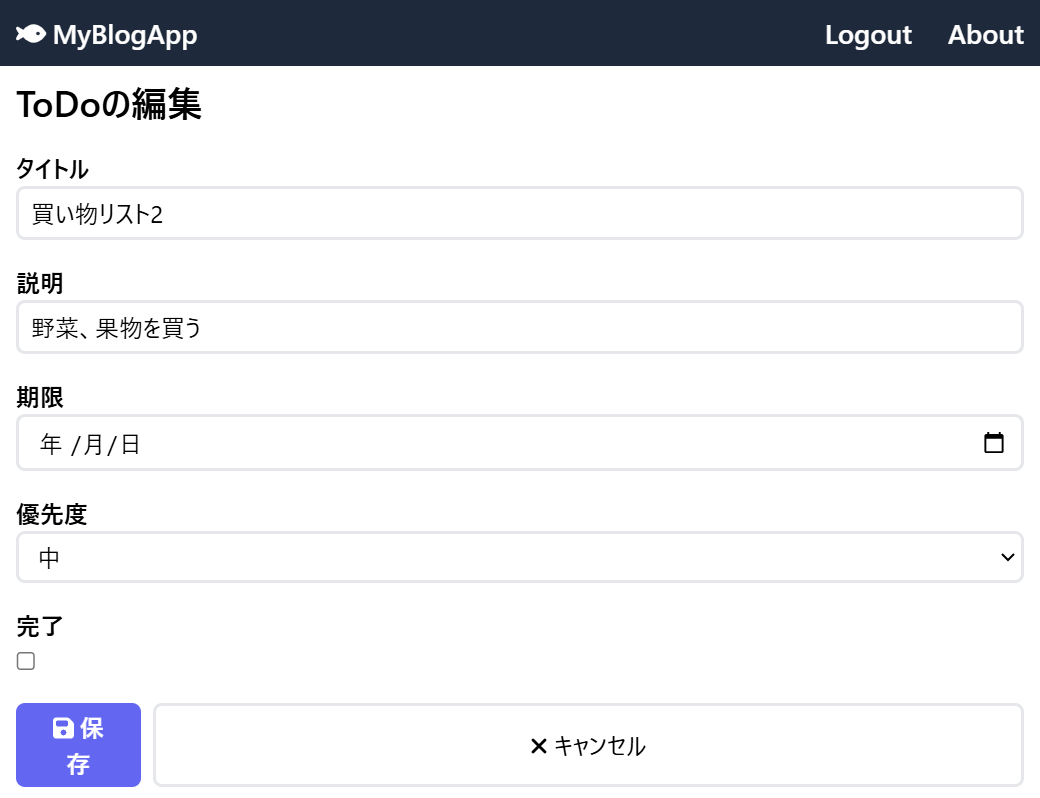 MyBlogApp
Logout About
ToDoの編集
タイトル
買い物リスト2
説明
野菜、果物を買う
期限
年 /月/日
優先度
中
完了
保
存
キャンセル